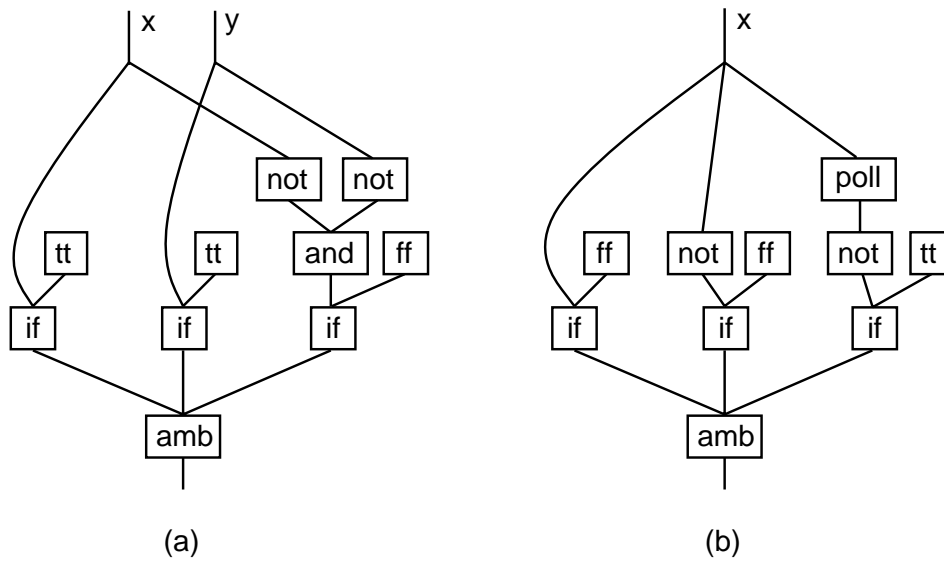 x y x
not not poll
tt tt and ff ff not ff not tt
if if if if if if
amb amb
(a) (b)